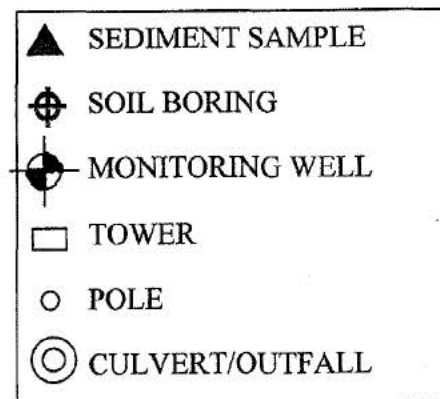 SEDIMENT SAMPLE
SOIL BORING
MONITORING WELL
TOWER
POLE
CULVERT/OUTFALL